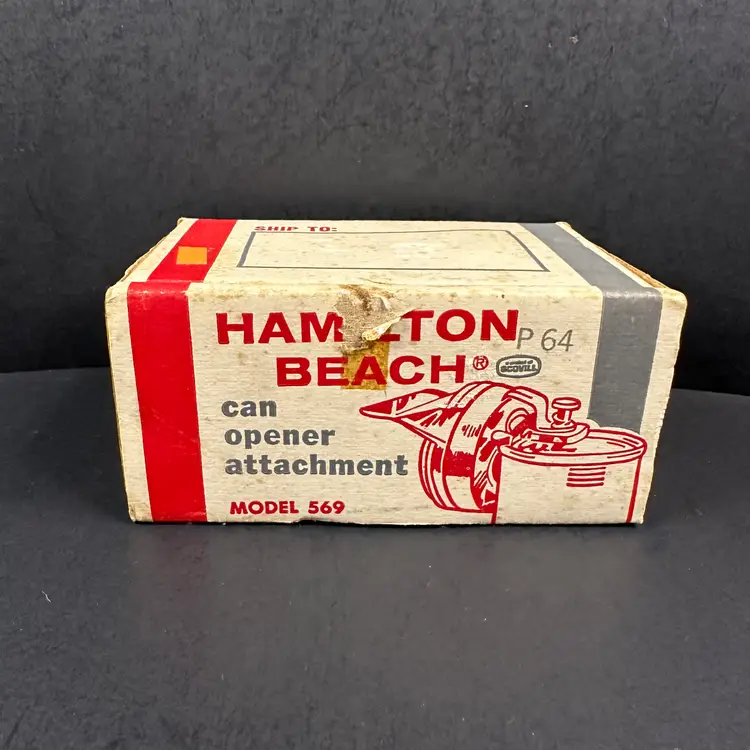 SHIP TO:
HAMILTON
BEACH®
P 64
a product of
SCOVILL
can
opener
attachment
MODEL 569